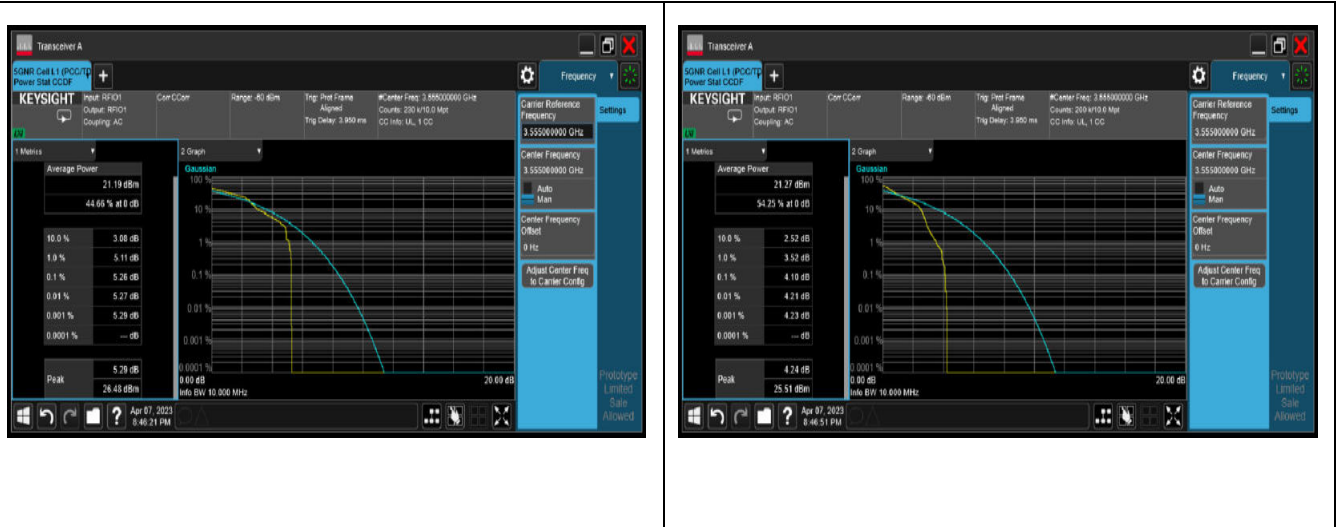 Transceiver A
5GNR Cell L1 (PCC/TD
Power Stat CCDF
Frequency
KEYSIGHT
Input: RFIO1
Output: RFIO1
Coupling: AC
Corr CCorr
Trig: Prot Frame
Aligned
Trig Delay: 3.950 ms
#Center Freq: 3.555000000 GHz
Counts: 200 k/10.0 Mpt
CC Info: UL, 1 CC
Carrier Reference
Frequency
3.555000000 GHz
Settings
1 Metrics
2 Graph
Center Frequency
3.555000000 GHz
Auto
Man
Center Frequency
Offset
0 Hz
Adjust Center Freq
to Carrier Config
Average Power
21.19 dBm
44.66 % at 0 dB
10.0 % 3.08 dB
1.0 % 5.11 dB
0.1 % 5.26 dB
0.01 % 5.27 dB
0.001 % 5.29 dB
0.0001 % --- dB
Peak
5.29 dB
26.48 dBm
Gaussian
100 %
10 %
1 %
0.1 %
0.01 %
0.001 %
0.0001 %
0.00 dB
20.00 dB
Info BW 10.000 MHz
Prototype
Limited
Sale
Allowed
Apr 07, 2023
8:46:21 PM
Transceiver A
5GNR Cell L1 (PCC/TD
Power Stat CCDF
Frequency
KEYSIGHT
Input: RFIO1
Output: RFIO1
Coupling: AC
Corr CCorr
Trig: Prot Frame
Aligned
Trig Delay: 3.950 ms
#Center Freq: 3.555000000 GHz
Counts: 200 k/10.0 Mpt
CC Info: UL, 1 CC
Carrier Reference
Frequency
3.555000000 GHz
Settings
1 Metrics
2 Graph
Center Frequency
3.555000000 GHz
Auto
Man
Center Frequency
Offset
0 Hz
Adjust Center Freq
to Carrier Config
Average Power
21.27 dBm
54.25 % at 0 dB
10.0 % 2.52 dB
1.0 % 3.52 dB
0.1 % 4.10 dB
0.01 % 4.21 dB
0.001 % 4.23 dB
0.0001 % --- dB
Peak
4.24 dB
25.51 dBm
Gaussian
100 %
10 %
1 %
0.1 %
0.01 %
0.001 %
0.0001 %
0.00 dB
20.00 dB
Info BW 10.000 MHz
Prototype
Limited
Sale
Allowed
Apr 07, 2023
8:46:51 PM